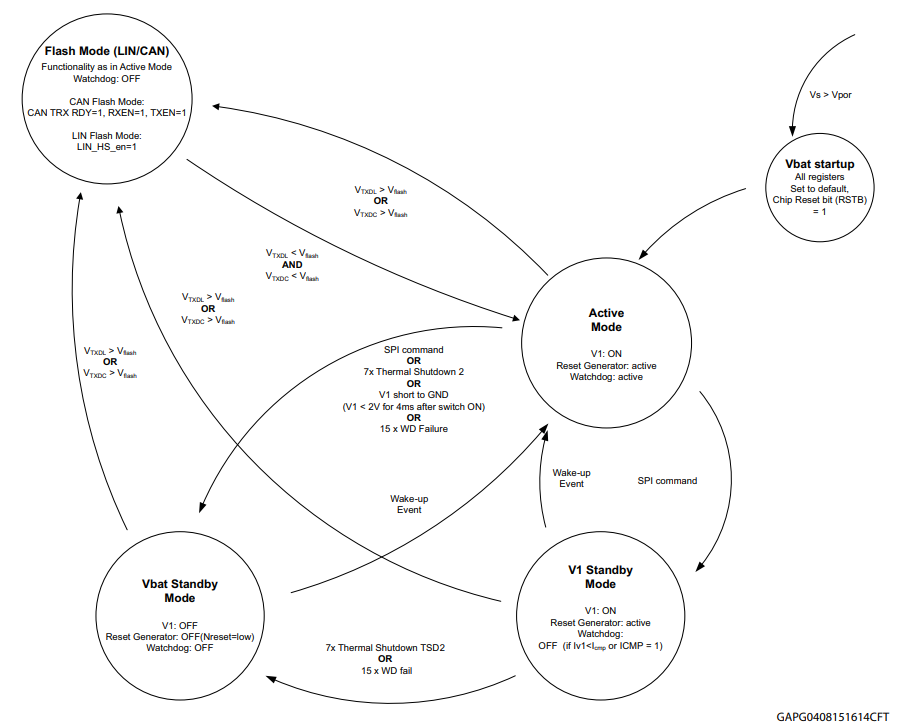 Flash Mode (LIN/CAN)
Functionality as in Active Mode
Watchdog: OFF
CAN Flash Mode:
CAN TRX RDY=1, RXEN=1, TXEN=1
LIN Flash Mode:
LIN_HS_en=1
Vs > Vpor
Vbat startup
All registers
Set to default,
Chip Reset bit (RSTB)
= 1
VTXDL > Vflash
OR
VTXDC > Vflash
VTXDL < Vflash
AND
VTXDC < Vflash
VTXDL > Vflash
OR
VTXDC > Vflash
VTXDL > Vflash
OR
VTXDC > Vflash
Active
Mode
V1: ON
Reset Generator: active
Watchdog: active
SPI command
OR
7x Thermal Shutdown 2
OR
V1 short to GND
(V1 < 2V for 4ms after switch ON)
OR
15 x WD Failure
Wake-up
Event
Wake-up
Event
SPI command
Vbat Standby
Mode
V1: OFF
Reset Generator: OFF(Nreset=low)
Watchdog: OFF
V1 Standby
Mode
V1: ON
Reset Generator: active
Watchdog:
OFF (if Iv1<Icmp or ICMP = 1)
7x Thermal Shutdown TSD2
OR
15 x WD fail
GAPG0408151614CFT